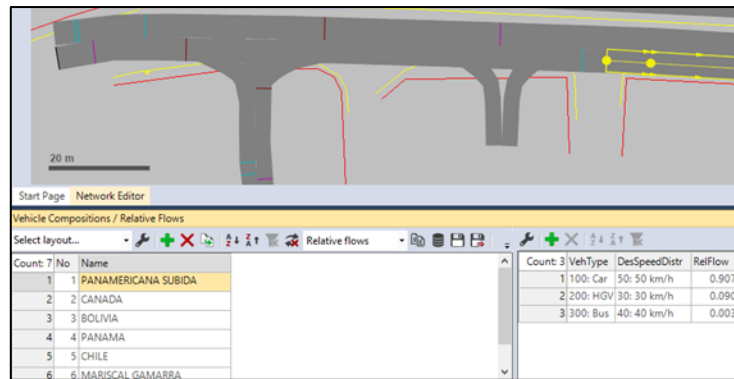 20 m
Start Page Network Editor
Vehicle Compositions / Relative Flows
Select layout... Relative flows
Count: 7 No Name
1 1 PANAMERICANA SUBIDA
2 2 CANADA
3 3 BOLIVIA
4 4 PANAMA
5 5 CHILE
6 6 MARISCAL GAMARRA
Count: 3 VehType DesSpeedDistr RelFlow
1 100: Car 50: 50 km/h 0.907
2 200: HGV 30: 30 km/h 0.090
3 300: Bus 40: 40 km/h 0.003